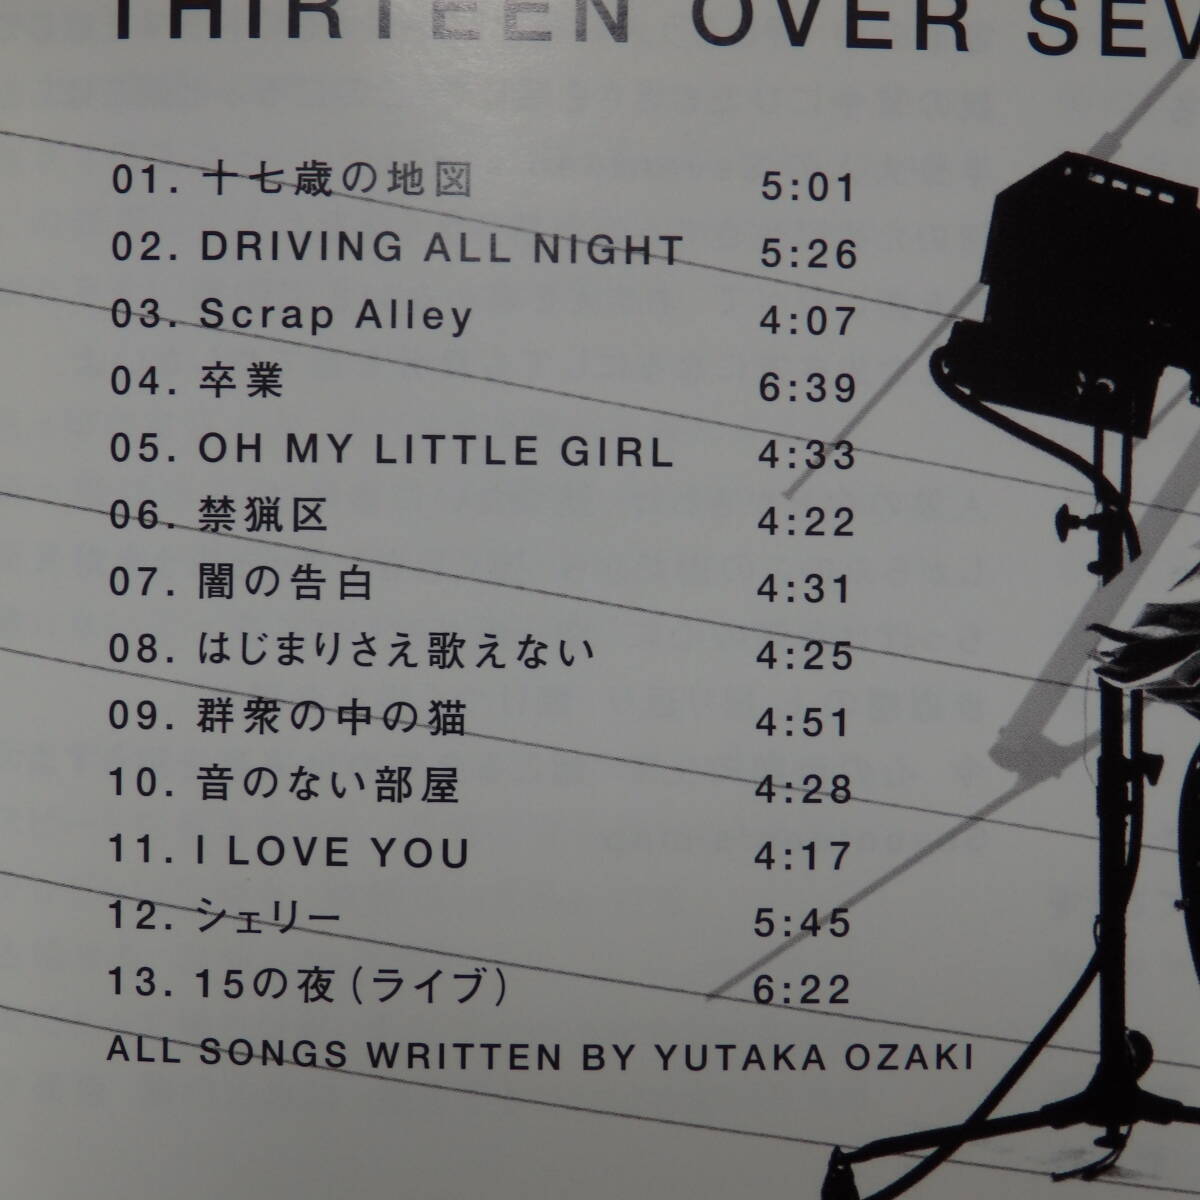 THIRTEEN OVER
01. 十七歳の地図 5:01
02. DRIVING ALL NIGHT 5:26
03. Scrap Alley 4:07
04. 卒業 6:39
05. OH MY LITTLE GIRL 4:33
06. 禁猟区 4:22
07. 闇の告白 4:31
08. はじまりさえ歌えない 4:25
09. 群衆の中の猫 4:51
10. 音のない部屋 4:28
11. I LOVE YOU 4:17
12. シェリー 5:45
13. 15の夜（ライブ） 6:22
ALL SONGS WRITTEN BY YUTAKA OZAKI